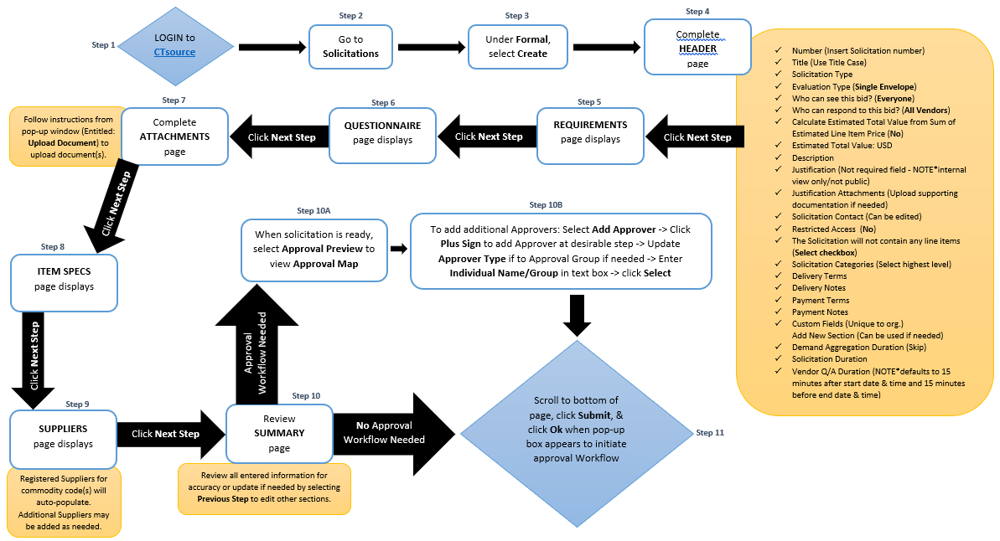 Step 1
LOGIN to
CTsource
Step 2
Go to
Solicitations
Step 3
Under Formal,
select Create
Step 4
Complete
HEADER
page
✓ Number (Insert Solicitation number)
✓ Title (Use Title Case)
✓ Solicitation Type
✓ Evaluation Type (Single Envelope)
✓ Who can see this bid? (Everyone)
✓ Who can respond to this bid? (All Vendors)
✓ Calculate Estimated Total Value from Sum of
Estimated Line Item Price (No)
✓ Estimated Total Value: USD
✓ Description
✓ Justification (Not required field - NOTE*internal
view only/not public)
✓ Justification Attachments (Upload supporting
documentation if needed)
✓ Solicitation Contact (Can be edited)
✓ Restricted Access (No)
✓ The Solicitation will not contain any line items
(Select checkbox)
✓ Solicitation Categories (Select highest level)
✓ Delivery Terms
✓ Delivery Notes
✓ Payment Terms
✓ Payment Notes
✓ Custom Fields (Unique to org.)
Add New Section (Can be used if needed)
✓ Demand Aggregation Duration (Skip)
✓ Solicitation Duration
✓ Vendor Q/A Duration (NOTE*defaults to 15
minutes after start date & time and 15 minutes
before end date & time)
Click Next Step
Step 5
REQUIREMENTS
page displays
Click Next Step
Step 6
QUESTIONNAIRE
page displays
Click Next Step
Step 7
Complete
ATTACHMENTS
page
Follow instructions from
pop-up window (Entitled:
Upload Document) to
upload document(s).
Click Next Step
Step 8
ITEM SPECS
page displays
Click Next Step
Step 9
SUPPLIERS
page displays
Registered Suppliers for
commodity code(s) will
auto-populate.
Additional Suppliers may
be added as needed.
Click Next Step
Step 10
Review
SUMMARY
page
Review all entered information for
accuracy or update if needed by selecting
Previous Step to edit other sections.
Approval
Workflow Needed
Step 10A
When solicitation is ready,
select Approval Preview to
view Approval Map
Step 10B
To add additional Approvers: Select Add Approver -> Click
Plus Sign to add Approver at desirable step -> Update
Approver Type if to Approval Group if needed -> Enter
Individual Name/Group in text box -> click Select
No Approval
Workflow Needed
Scroll to bottom of
page, click Submit, &
click Ok when pop-up
box appears to initiate
approval Workflow
Step 11